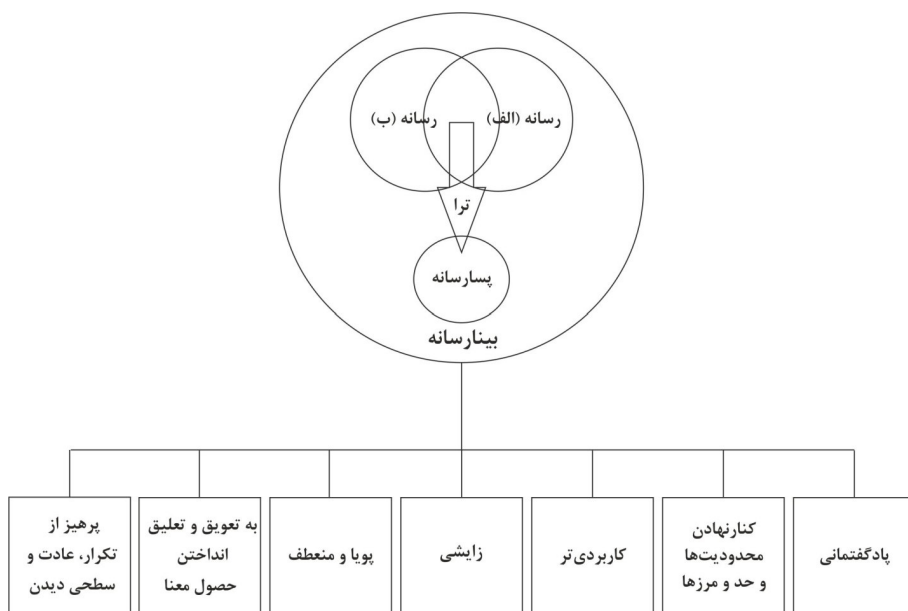 رسانه (الف)
رسانه (ب)
ترا
پسارسانه
بینارسانه
پادگفتمانی
کنارنهادن
محدودیت‌ها
و حد و مرزها
کاربردی‌تر
زایشی
پویا و منعطف
به تعویق و تعلیق
انداختن
حصول معنا
پرهیز از
تکرار، عادت و
سطحی دیدن